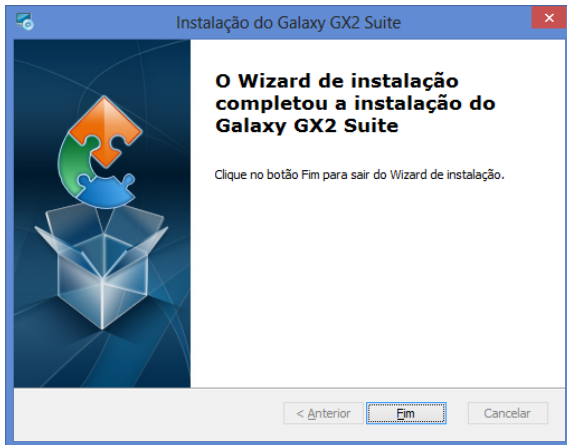 Instalação do Galaxy GX2 Suite
O Wizard de instalação
completou a instalação do
Galaxy GX2 Suite
Clique no botão Fim para sair do Wizard de instalação.
< Anterior
Fim
Cancelar